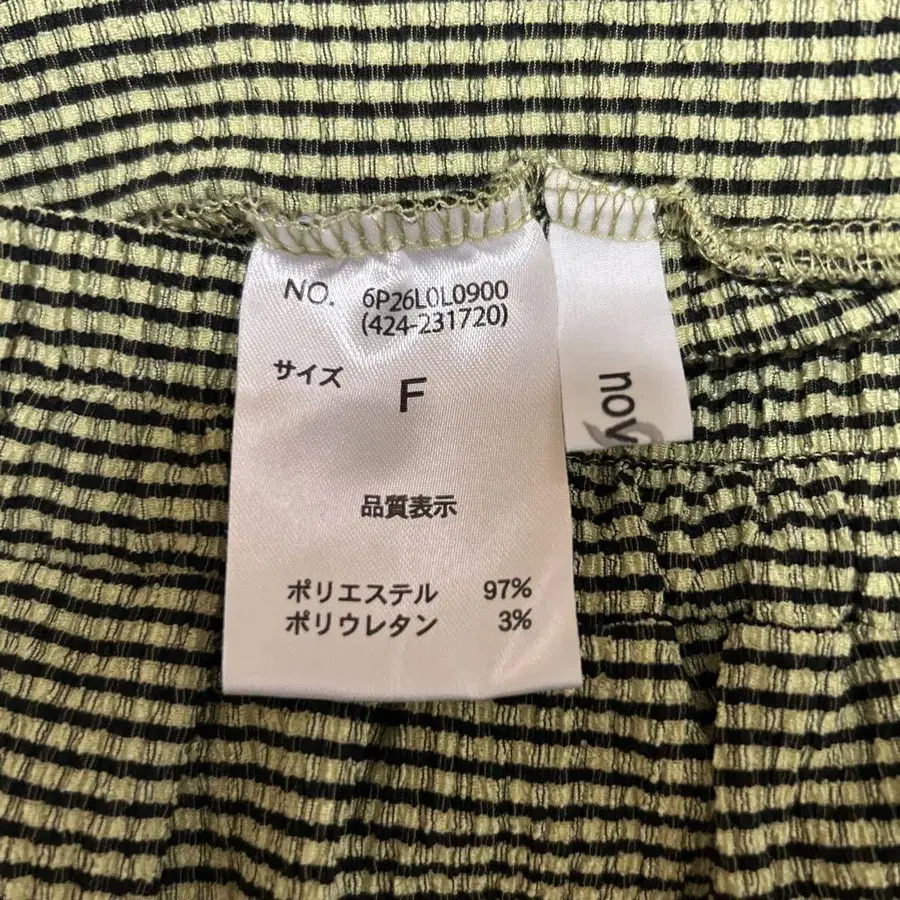 NO. 6P26L0L0900
(424-231720)
サイズ
F
品質表示
ポリエステル 97%
ポリウレタン 3%
nov